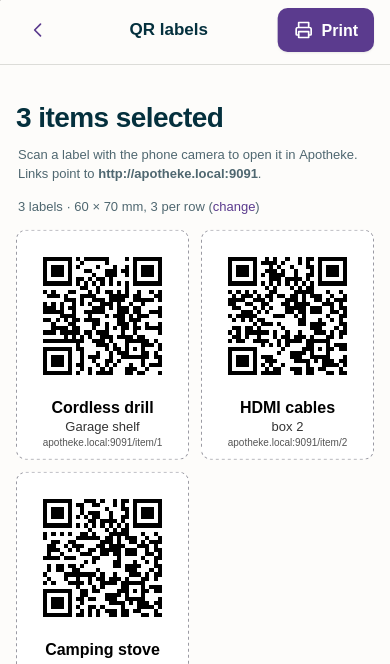 QR labels
Print
3 items selected
Scan a label with the phone camera to open it in Apotheke.
Links point to http://apotheke.local:9091.
3 labels · 60 × 70 mm, 3 per row (change)
Cordless drill
Garage shelf
apotheke.local:9091/item/1
HDMI cables
box 2
apotheke.local:9091/item/2
Camping stove